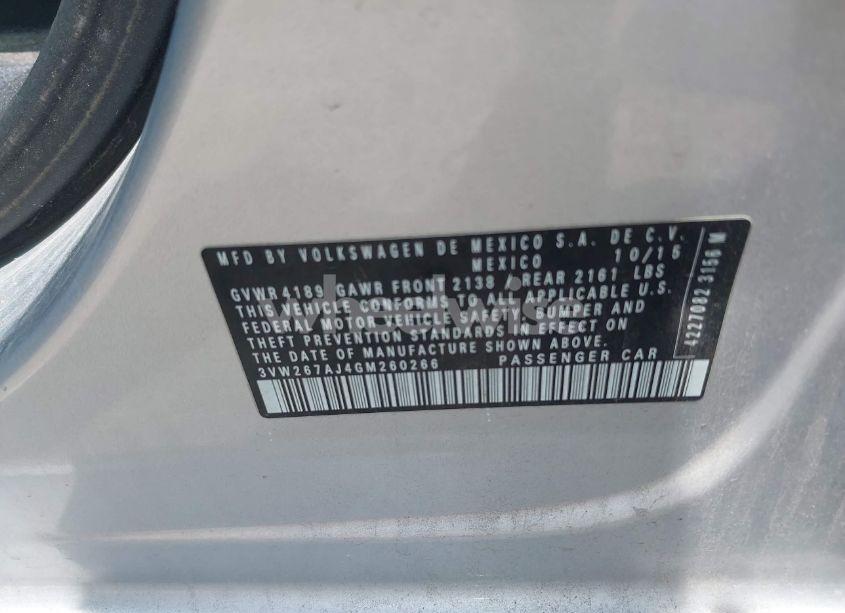 MFD BY VOLKSWAGEN DE MEXICO S.A. DE C.V.
MEXICO 10/15
GVWR 4189 GAWR FRONT 2138 REAR 2161 LBS
THIS VEHICLE CONFORMS TO ALL APPLICABLE U.S.
FEDERAL MOTOR VEHICLE SAFETY, BUMPER AND
THEFT PREVENTION STANDARDS IN EFFECT ON
THE DATE OF MANUFACTURE SHOWN ABOVE.
3VW267AJ4GM260266 PASSENGER CAR
4227082 3156 M
wheelwise